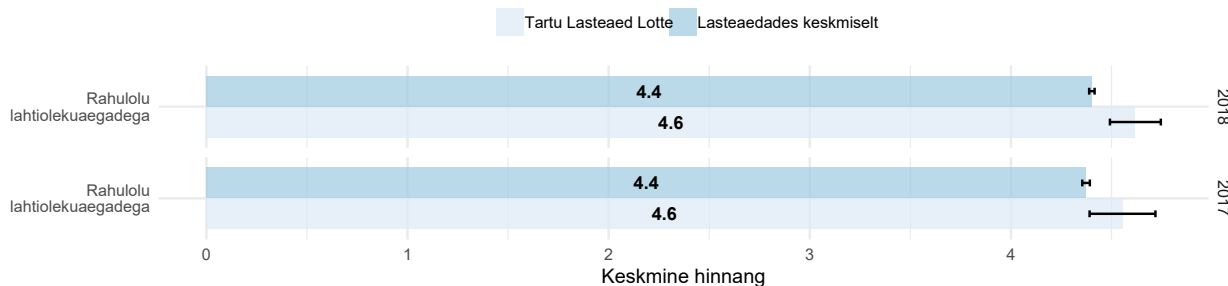 Tartu Lasteaed Lotte Lasteaedades keskmiselt
Rahulolu
lahtiolekuaegadega
4.4
4.6
2018
Rahulolu
lahtiolekuaegadega
4.4
4.6
2017
0 1 2 3 4
Keskmine hinnang